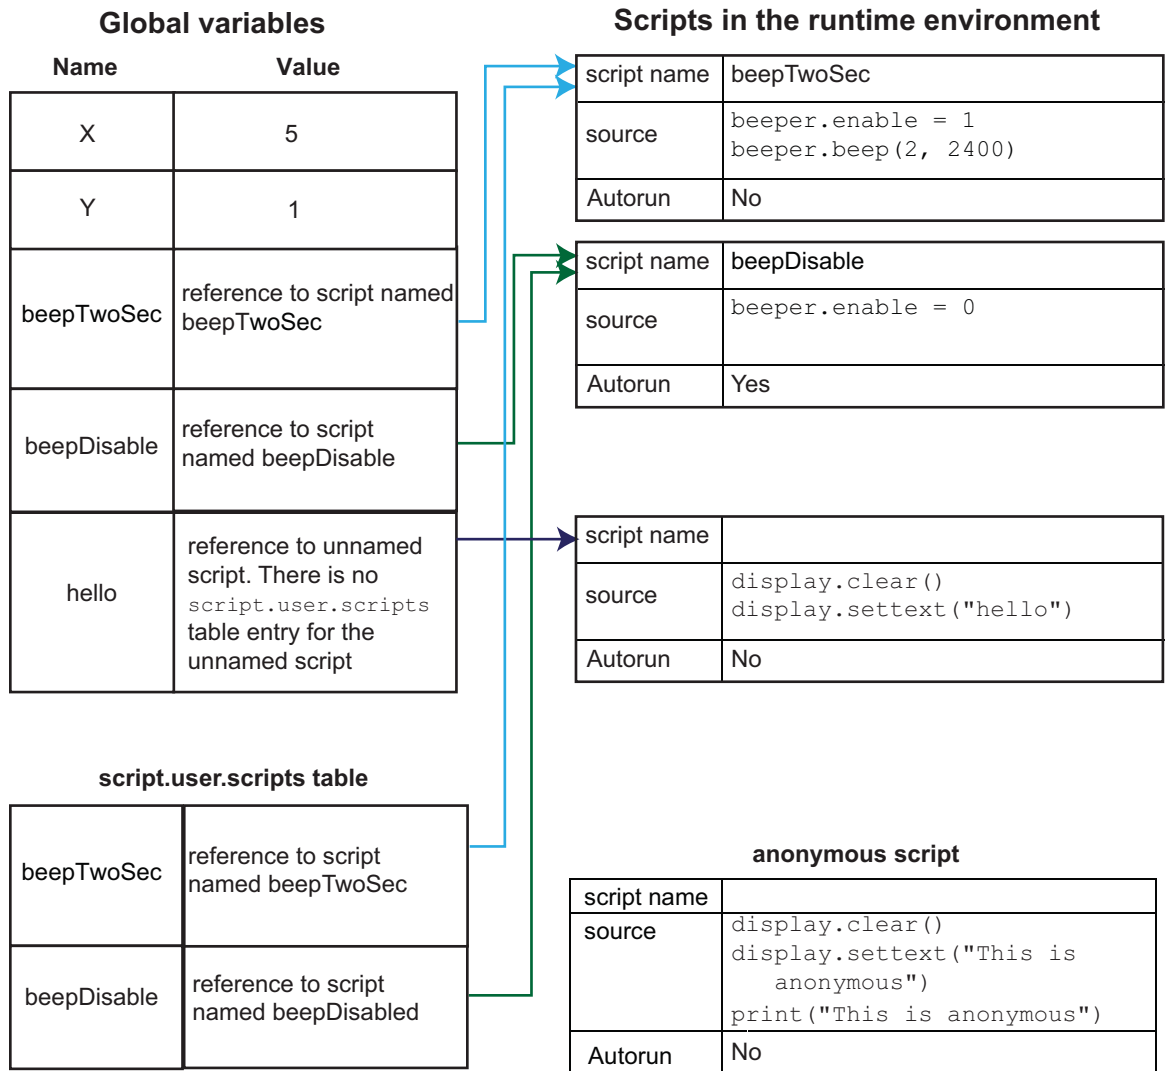 Global variables
Name Value
X 5
Y 1
beepTwoSec
reference to script named
beepTwoSec
beepDisable
reference to script
named beepDisable
hello
reference to unnamed
script. There is no
script.user.scripts
table entry for the
unnamed script
script.user.scripts table
beepTwoSec
reference to script
named beepTwoSec
beepDisable
reference to script
named beepDisabled
Scripts in the runtime environment
script name beepTwoSec
source
beeper.enable = 1
beeper.beep(2, 2400)
Autorun No
script name beepDisable
source
beeper.enable = 0
Autorun Yes
script name
source
display.clear()
display.settext("hello")
Autorun No
anonymous script
script name
source
display.clear()
display.settext("This is
anonymous")
print("This is anonymous")
Autorun No